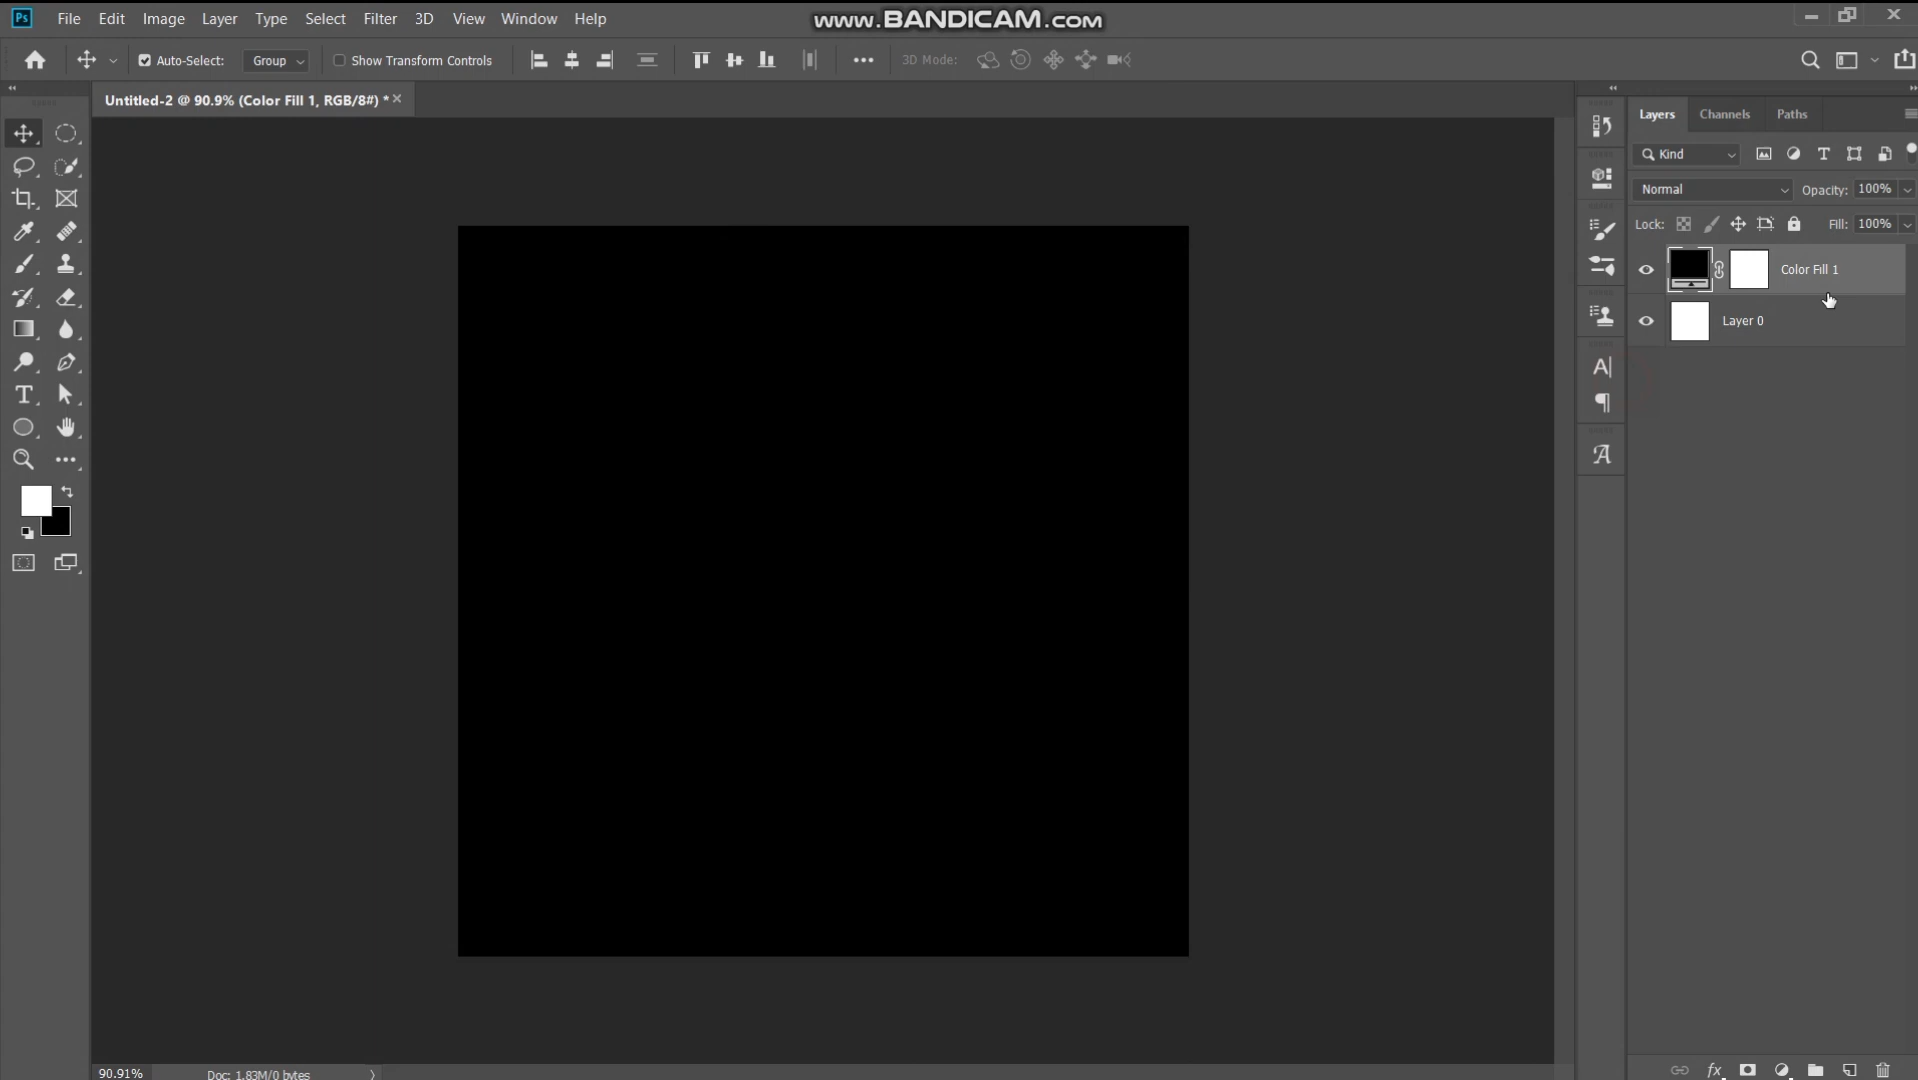 Ps File Edit Image Layer Type Select Filter 3D View Window Help
www.BANDICAM.com
Auto-Select: Group Show Transform Controls 3D Mode:
Untitled-2 @ 90.9% (Color Fill 1, RGB/8#) *
Layers Channels Paths
Kind
Normal Opacity: 100%
Lock: Fill: 100%
Color Fill 1
Layer 0
90.91% Doc: 1.83M/0 bytes